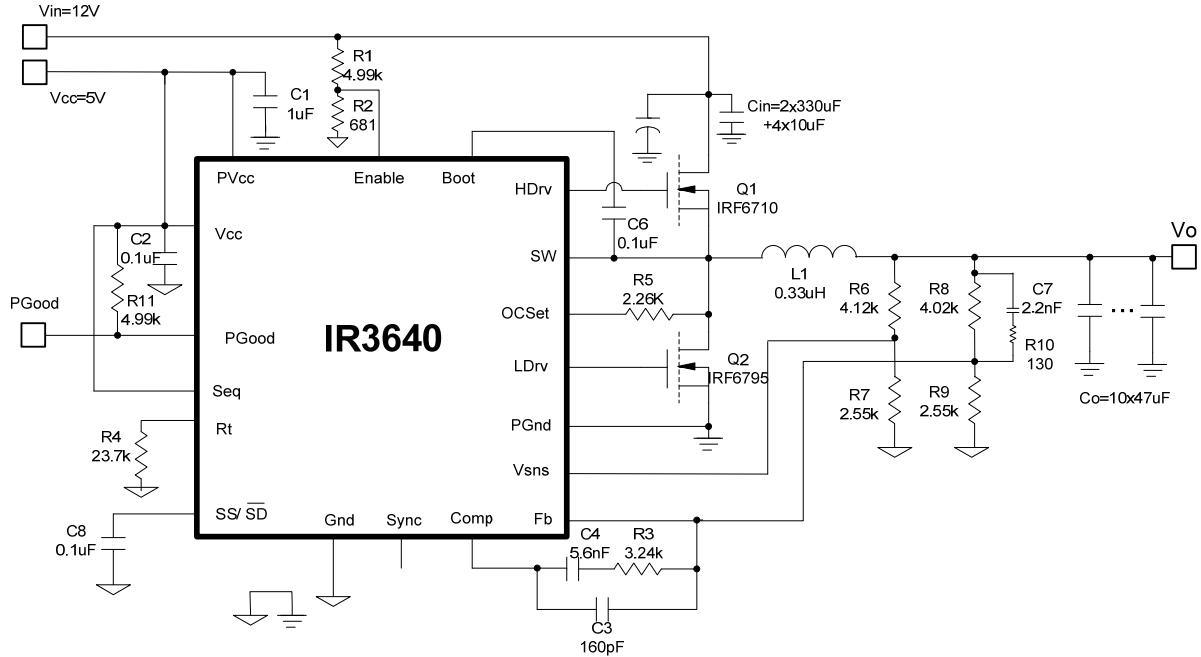 Vin=12V
Vcc=5V
R1
4.99k
R2
681
C1
1uF
Cin=2x330uF
+4x10uF
PVcc
Enable
Boot
HDrv
Q1
IRF6710
C6
0.1uF
Vcc
C2
0.1uF
R11
4.99k
SW
L1
0.33uH
Vo
R5
2.26K
OCSet
R6
4.12k
R8
4.02k
C7
2.2nF
R10
130
...
PGood
PGood
IR3640
LDrv
Q2
IRF6795
Seq
R7
2.55k
R9
2.55k
Co=10x47uF
Rt
R4
23.7k
PGnd
Vsns
SS/ SD
C8
0.1uF
Gnd
Sync
Comp
Fb
C4
5.6nF
R3
3.24k
C3
160pF